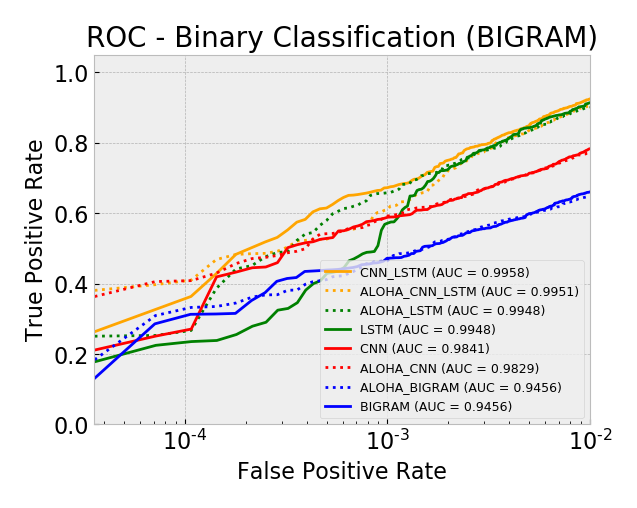 ROC - Binary Classification (BIGRAM)
True Positive Rate
1.0
0.8
0.6
0.4
0.2
0.0
CNN_LSTM (AUC = 0.9958)
ALOHA_CNN_LSTM (AUC = 0.9951)
ALOHA_LSTM (AUC = 0.9948)
LSTM (AUC = 0.9948)
CNN (AUC = 0.9841)
ALOHA_CNN (AUC = 0.9829)
ALOHA_BIGRAM (AUC = 0.9456)
BIGRAM (AUC = 0.9456)
10⁻⁴ 10⁻³ 10⁻²
False Positive Rate